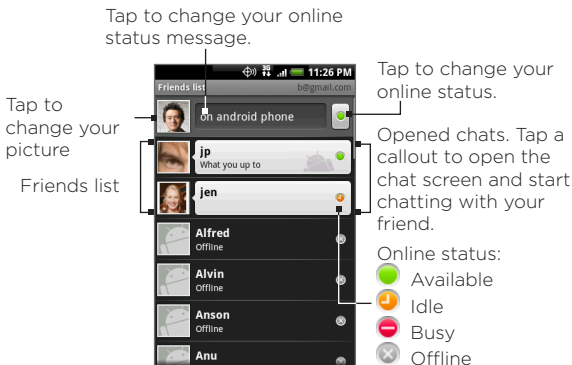 Tap to change your online
status message.
3G
11:26 PM
Friends list
b@gmail.com
on android phone
jp
What you up to
jen
Alfred
Offline
Alvin
Offline
Anson
Offline
Anu
Tap to
change your
picture
Friends list
Tap to change your
online status.
Opened chats. Tap a
callout to open the
chat screen and start
chatting with your
friend.
Online status:
Available
Idle
Busy
Offline